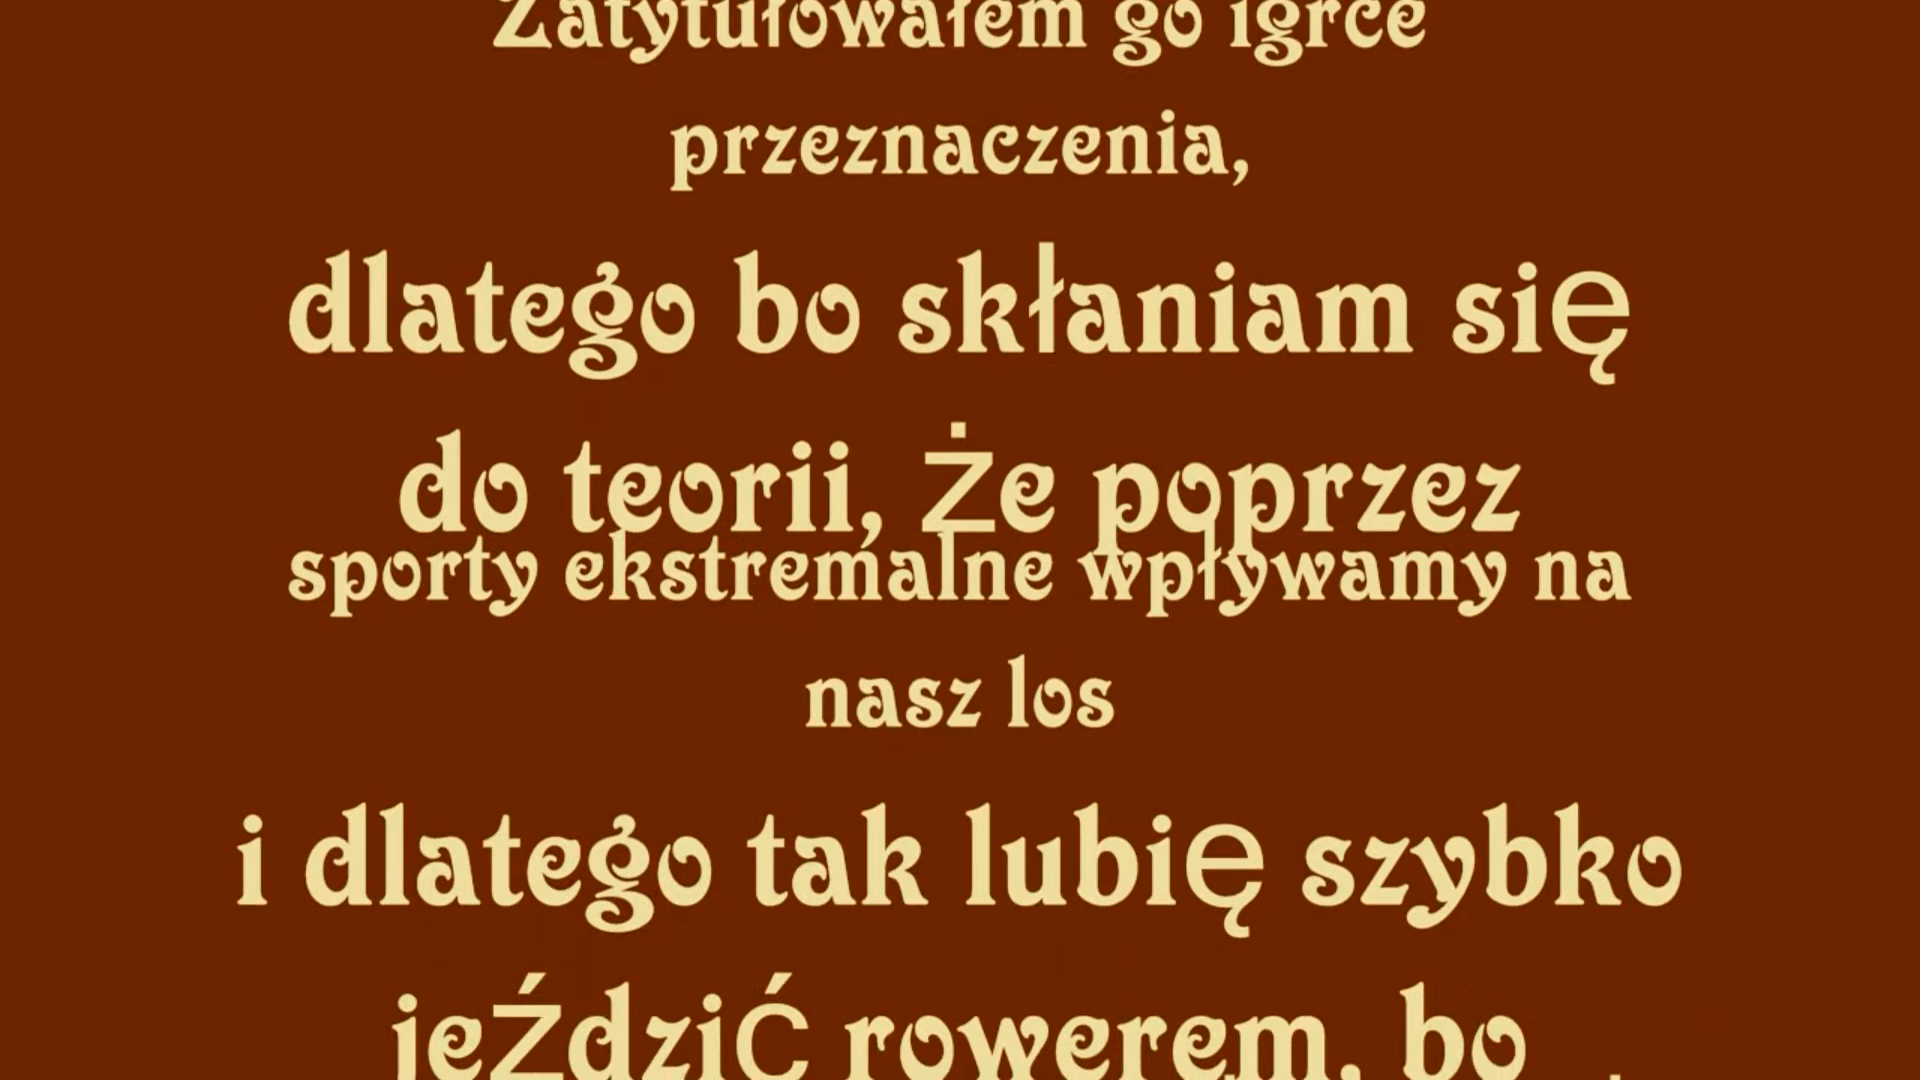 Zatytułowałem go igrce
przeznaczenia,
dlatego bo skłaniam się
do teorii, że poprzez
sporty ekstremalne wpływamy na
nasz los
i dlatego tak lubię szybko
jeździć rowerem, bo